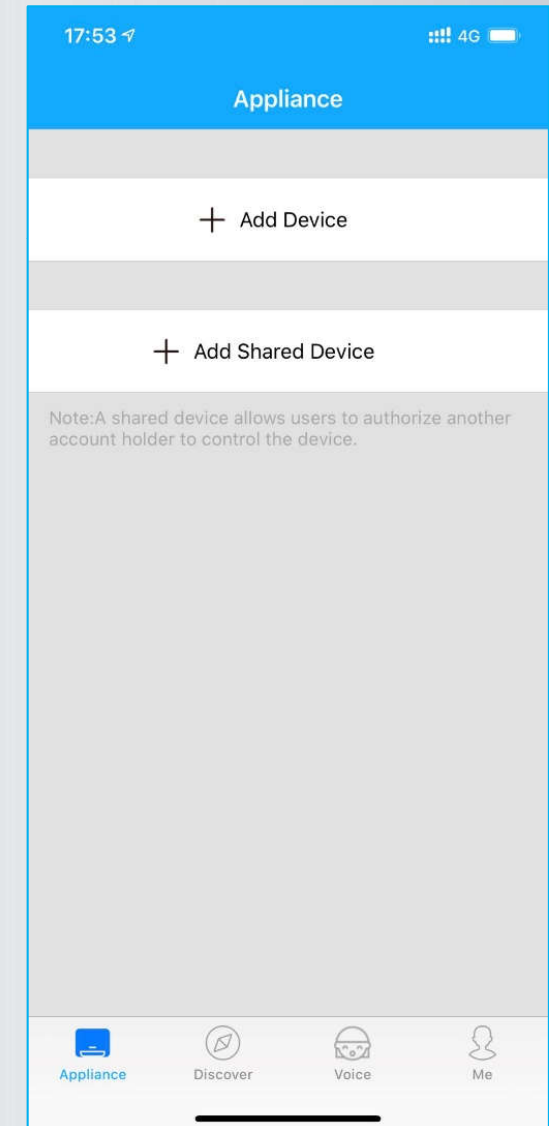 17:53
4G
Appliance
Add Device
Add Shared Device
Note:A shared device allows users to authorize another
account holder to control the device.
Appliance
Discover
Voice
Me